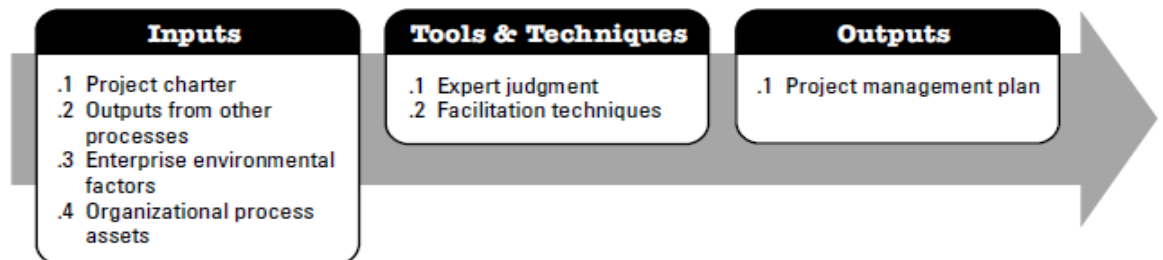 Inputs
.1 Project charter
.2 Outputs from other
processes
.3 Enterprise environmental
factors
.4 Organizational process
assets
Tools & Techniques
.1 Expert judgment
.2 Facilitation techniques
Outputs
.1 Project management plan